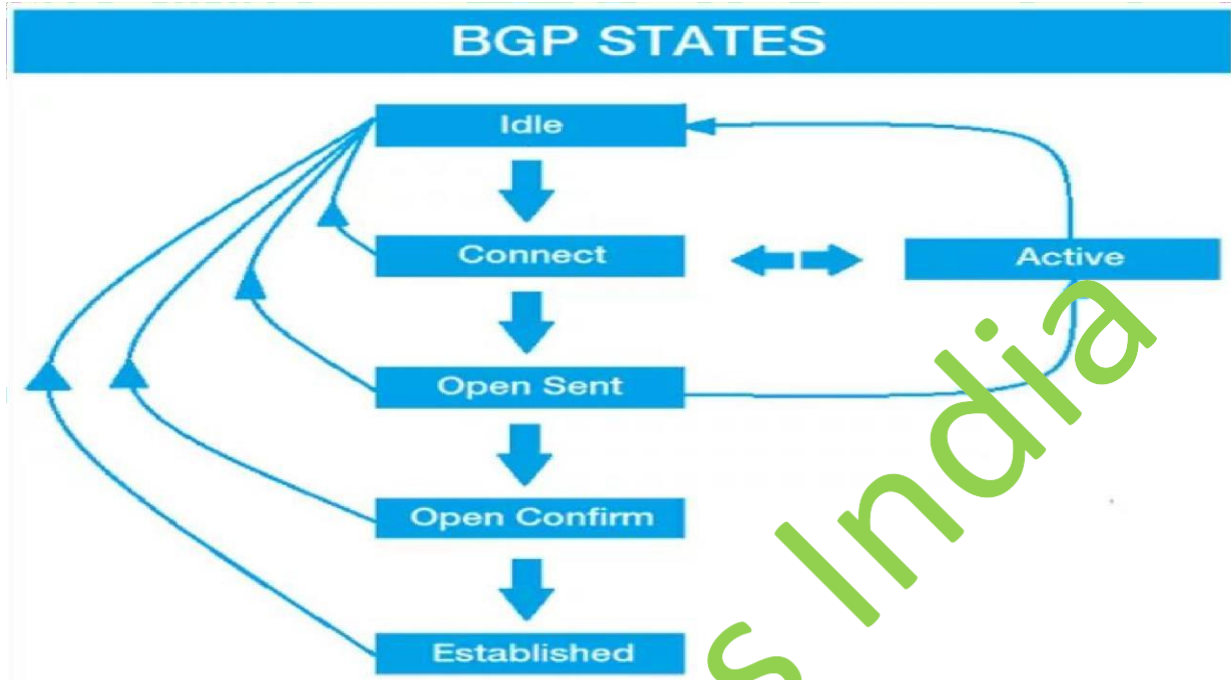 BGP STATES
Idle
Connect
Active
Open Sent
Open Confirm
Established
s India